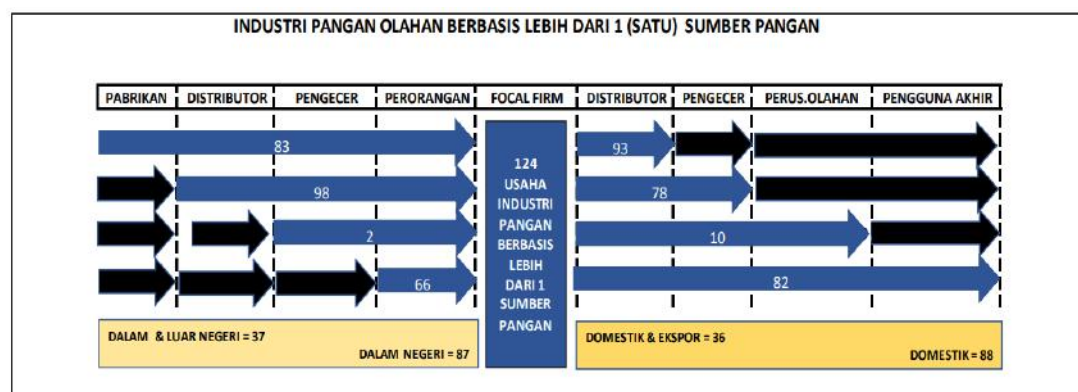 INDUSTRI PANGAN OLAHAN BERBASIS LEBIH DARI 1 (SATU) SUMBER PANGAN
PABRIKAN DISTRIBUTOR PENGECER PERORANGAN FOCAL FIRM DISTRIBUTOR PENGECER PERUS.OLAHAN PENGGUNA AKHIR
83
98
2
66
124
USAHA
INDUSTRI
PANGAN
BERBASIS
LEBIH
DARI 1
SUMBER
PANGAN
93
78
10
82
DALAM & LUAR NEGERI = 37
DALAM NEGERI = 87
DOMESTIK & EKSPOR = 36
DOMESTIK = 88